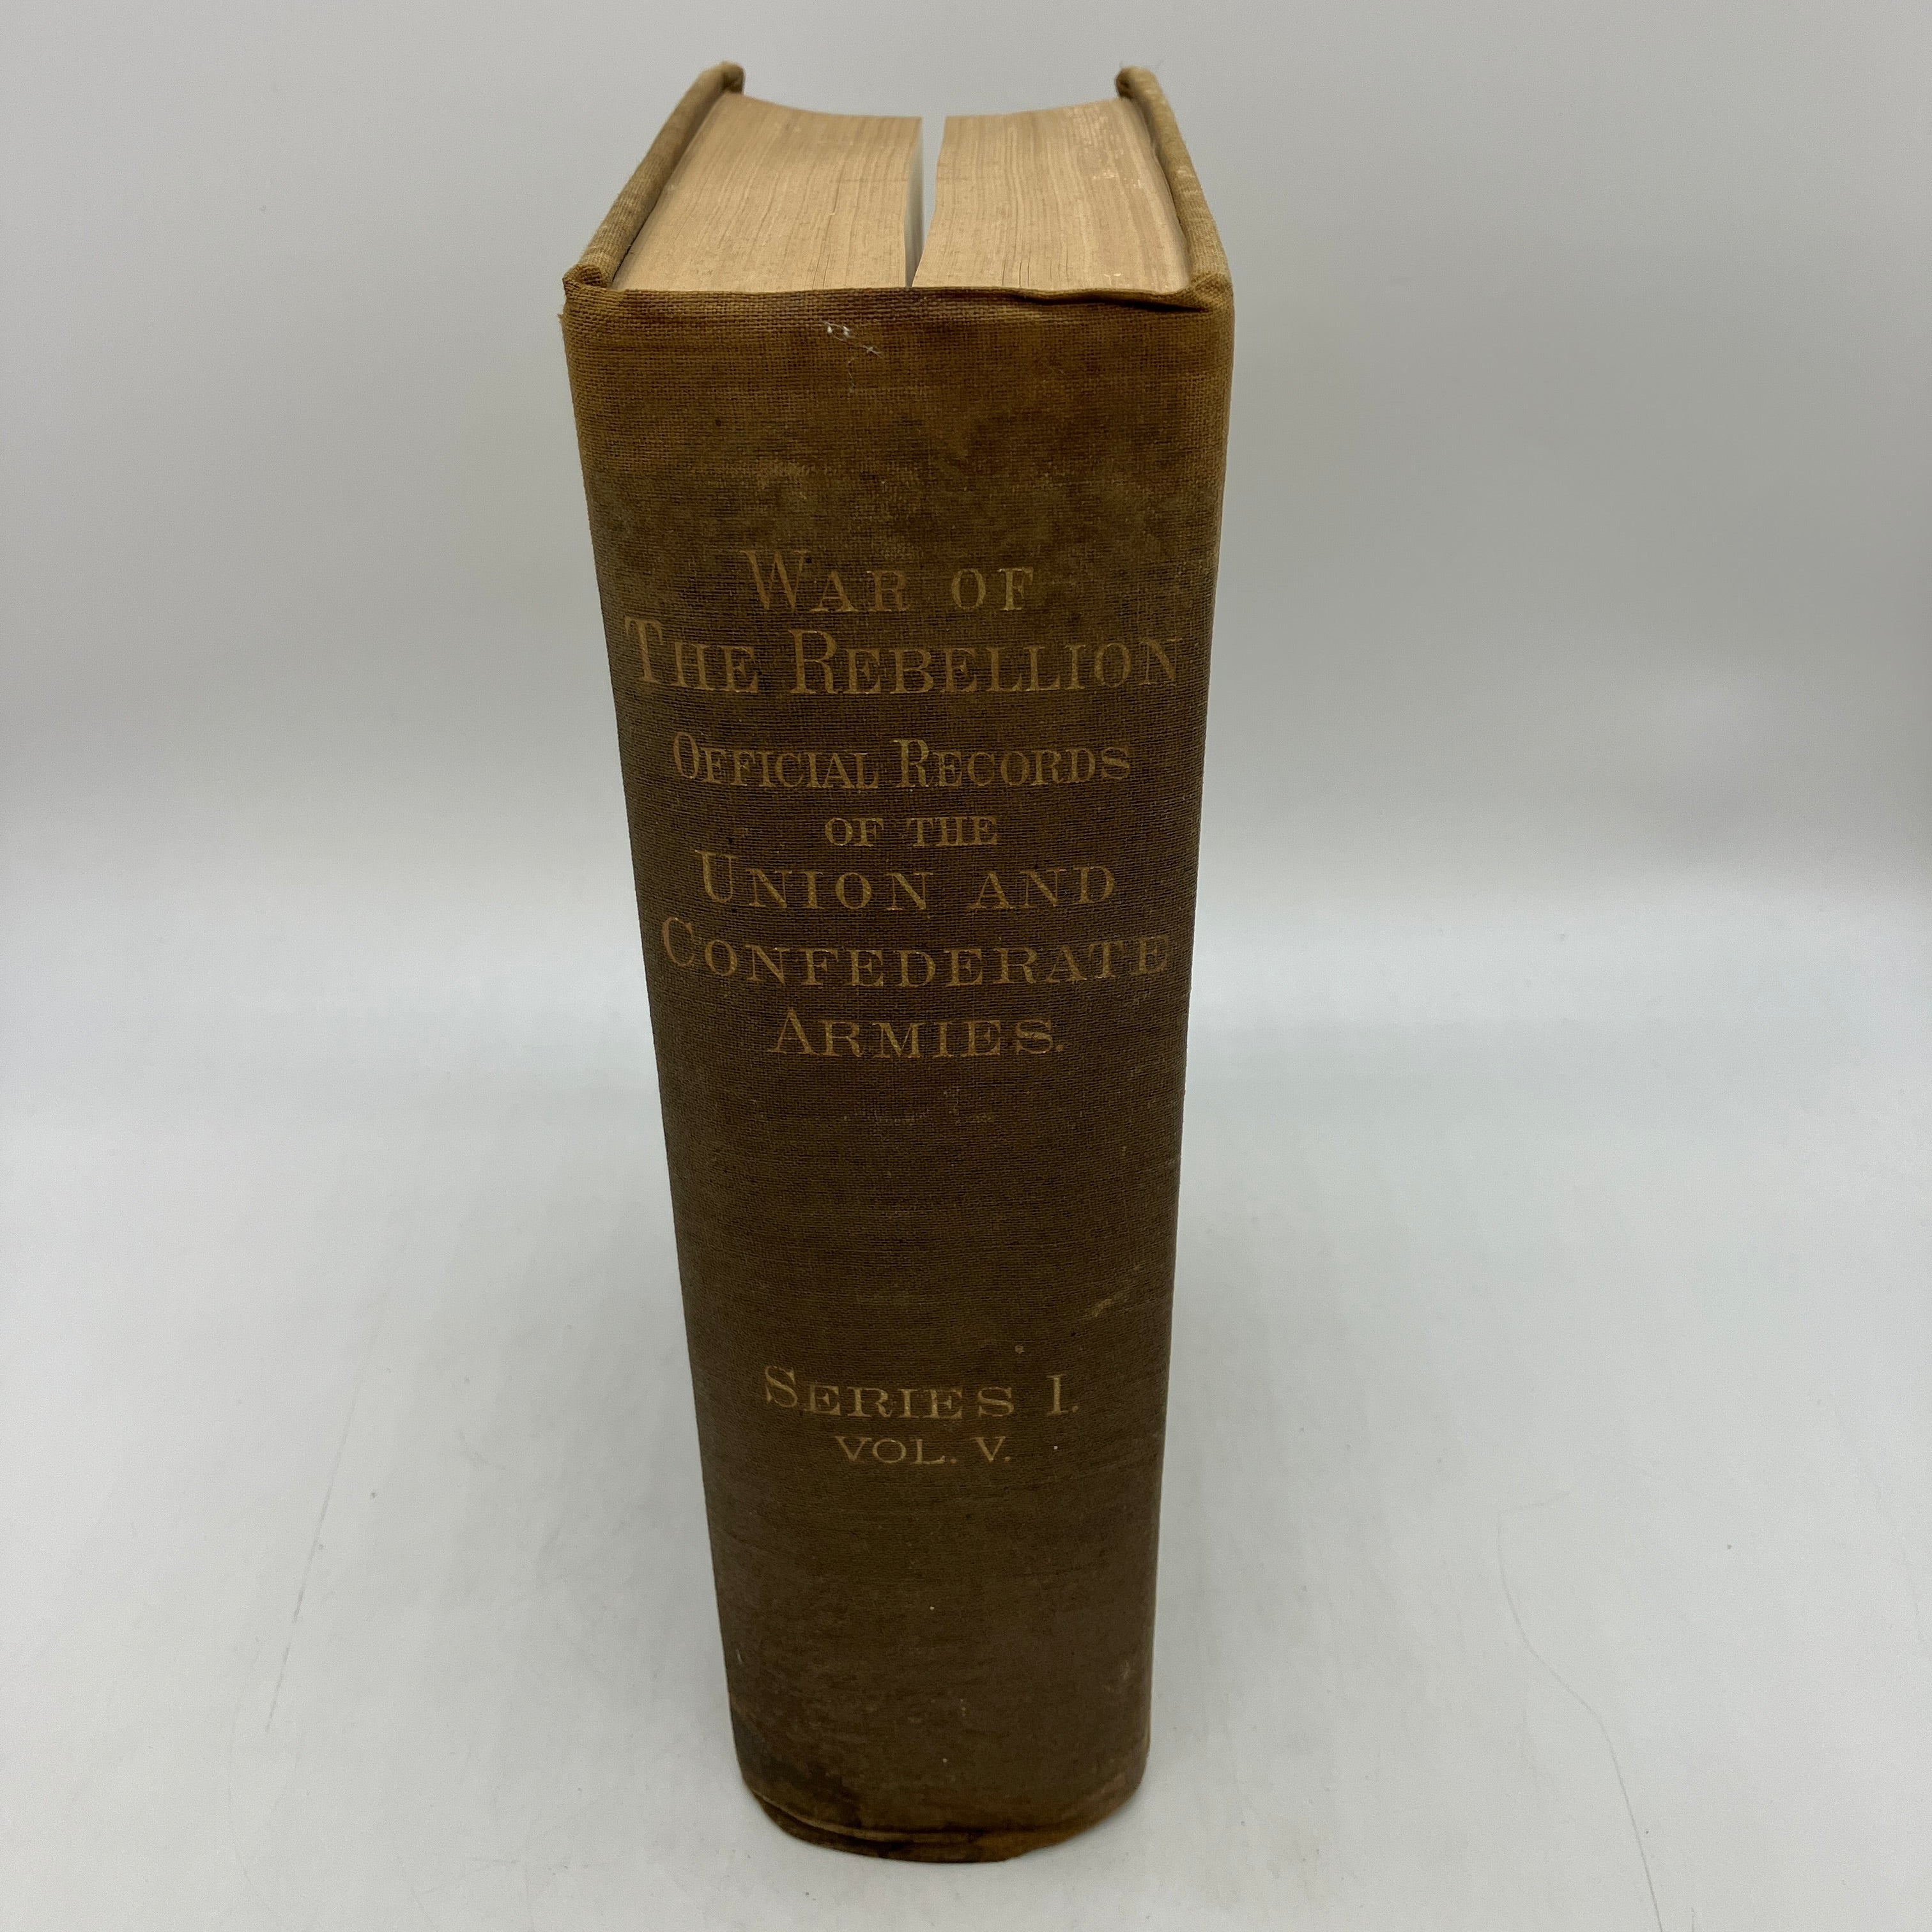 WAR OF
THE REBELLION
OFFICIAL RECORDS
OF THE
UNION AND
CONFEDERATE
ARMIES.
SERIES I.
VOL. V.